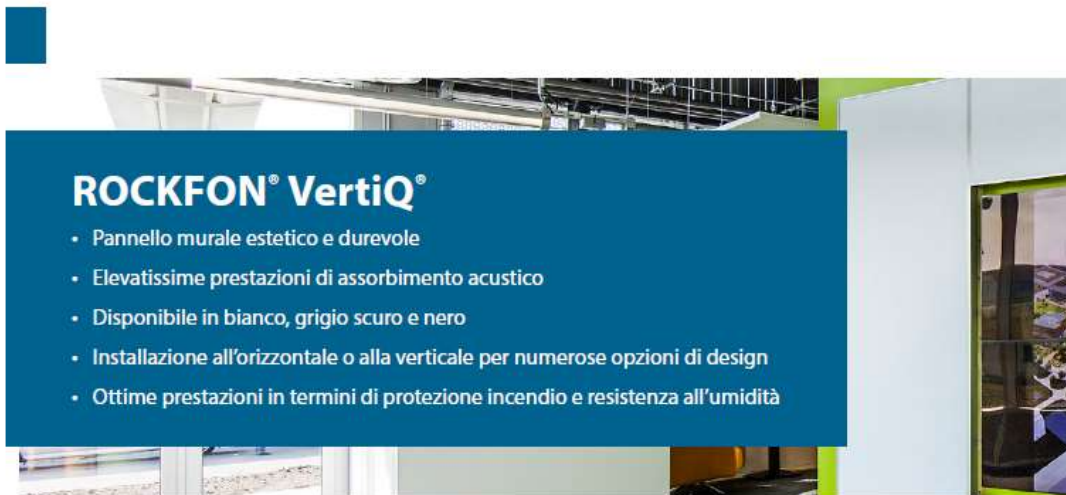 ROCKFON® VertiQ®
• Pannello murale estetico e durevole
• Elevatissime prestazioni di assorbimento acustico
• Disponibile in bianco, grigio scuro e nero
• Installazione all’orizzontale o alla verticale per numerose opzioni di design
• Ottime prestazioni in termini di protezione incendio e resistenza all’umidità